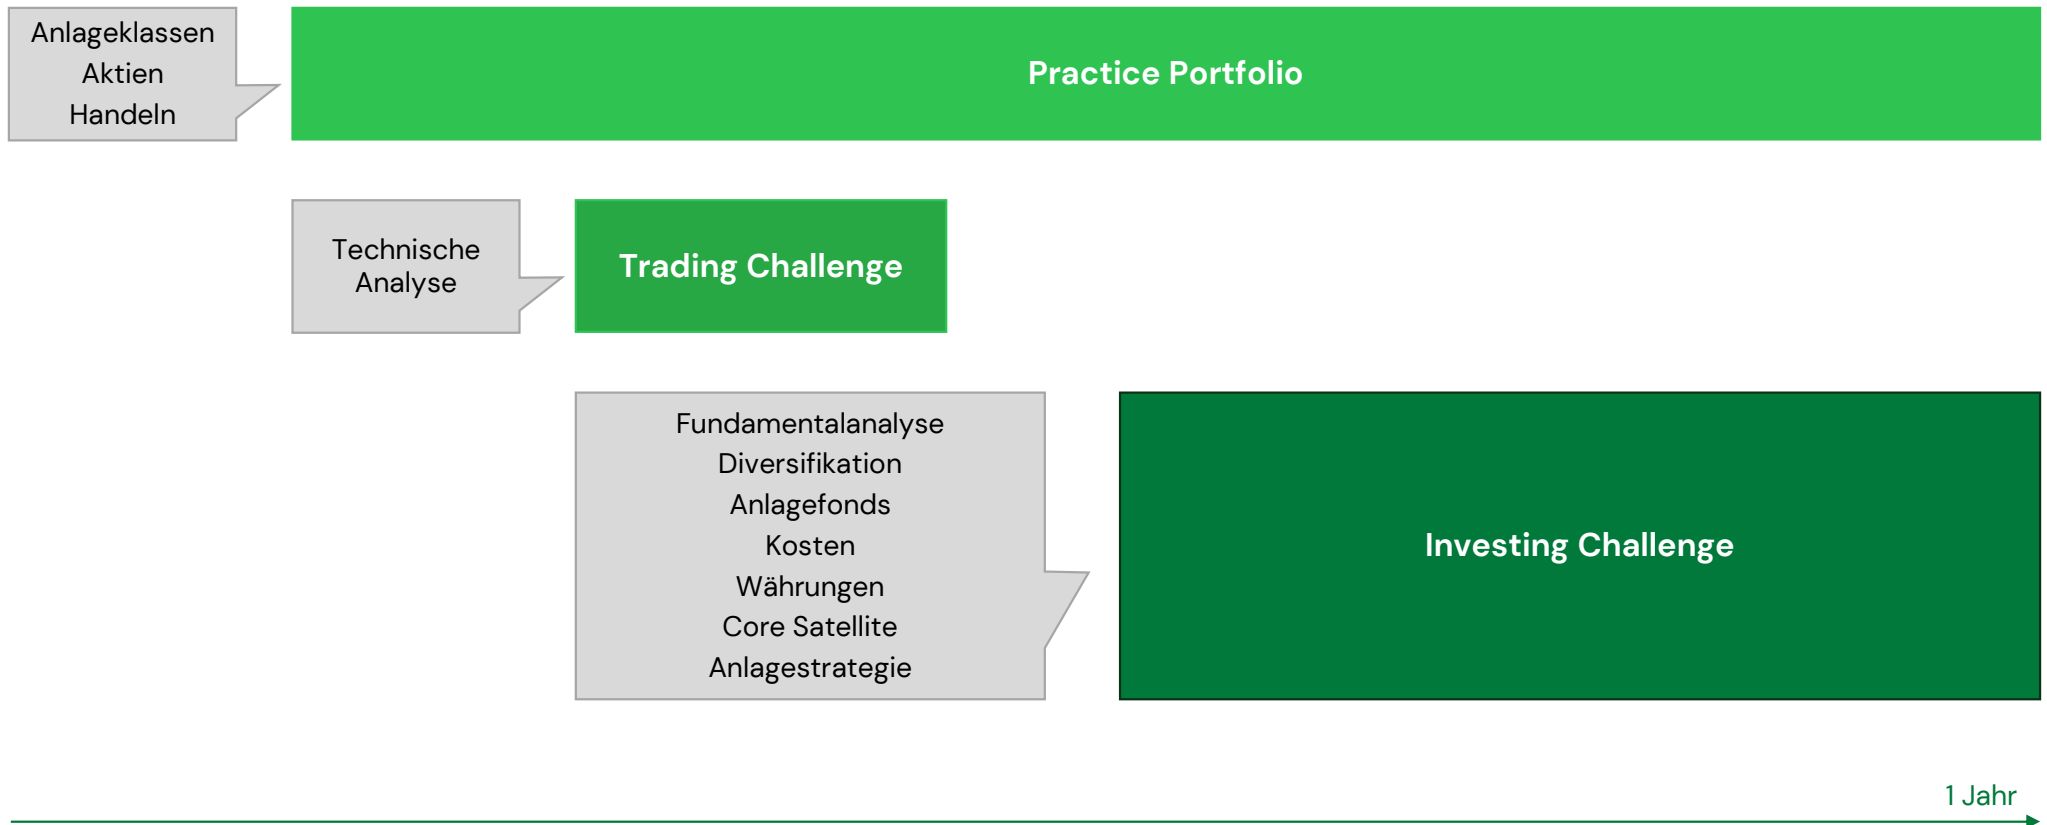 Anlageklassen
Aktien
Handeln
Practice Portfolio
Technische
Analyse
Trading Challenge
Fundamentalanalyse
Diversifikation
Anlagefonds
Kosten
Währungen
Core Satellite
Anlagestrategie
Investing Challenge
1 Jahr